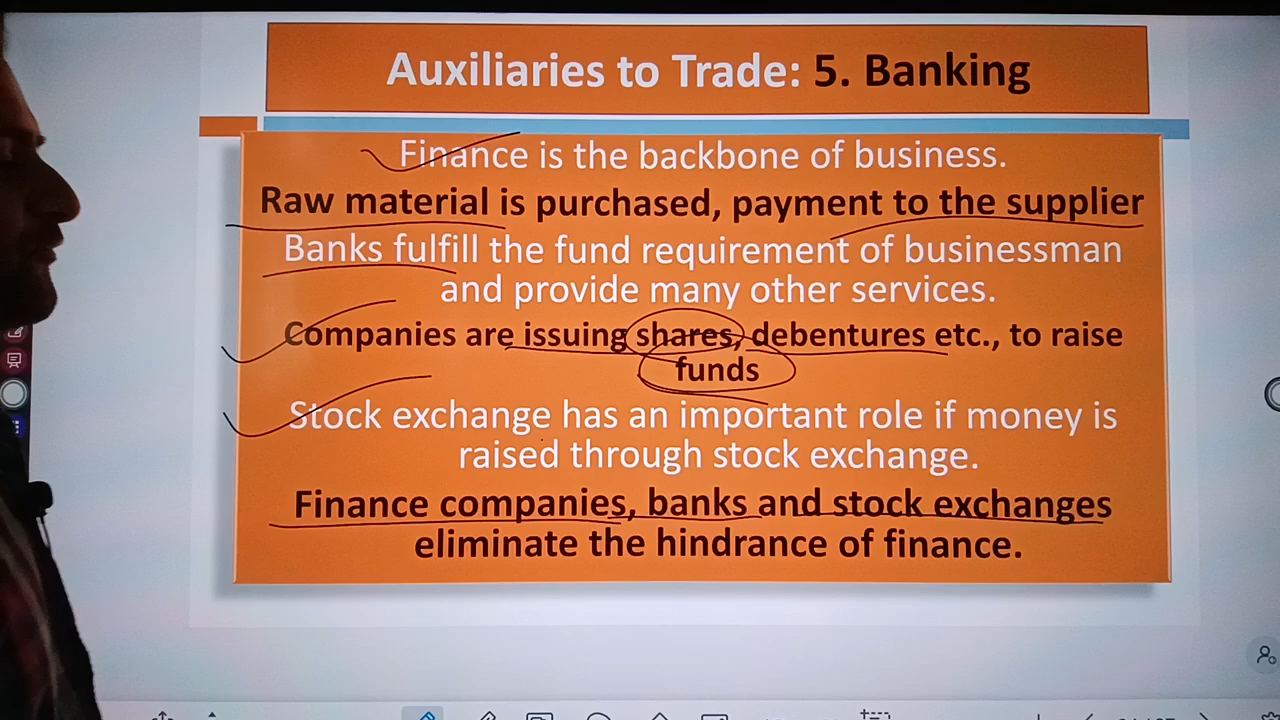 Auxiliaries to Trade: 5. Banking
Finance is the backbone of business.
Raw material is purchased, payment to the supplier
Banks fulfill the fund requirement of businessman
and provide many other services.
Companies are issuing shares, debentures etc., to raise
funds
Stock exchange has an important role if money is
raised through stock exchange.
Finance companies, banks and stock exchanges
eliminate the hindrance of finance.